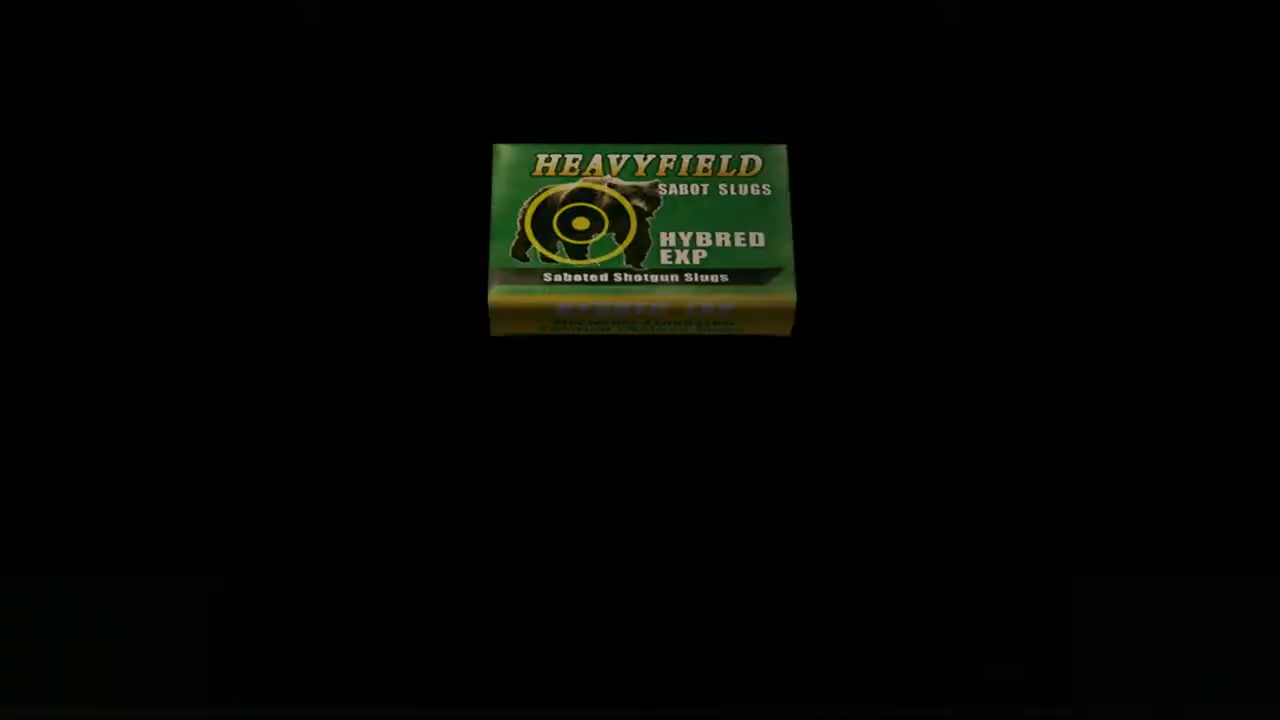 HEAVYFIELD
SABOT SLUGS
HYBRED
EXP
Saboted Shotgun Slugs